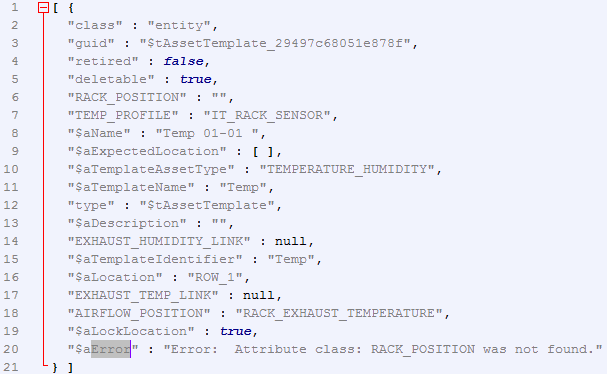 1 [ {
2 "class" : "entity",
3 "guid" : "$tAssetTemplate_29497c68051e878f",
4 "retired" : false,
5 "deletable" : true,
6 "RACK_POSITION" : "",
7 "TEMP_PROFILE" : "IT_RACK_SENSOR",
8 "$aName" : "Temp 01-01 ",
9 "$aExpectedLocation" : [ ],
10 "$aTemplateAssetType" : "TEMPERATURE_HUMIDITY",
11 "$aTemplateName" : "Temp",
12 "type" : "$tAssetTemplate",
13 "$aDescription" : "",
14 "EXHAUST_HUMIDITY_LINK" : null,
15 "$aTemplateIdentifier" : "Temp",
16 "$aLocation" : "ROW_1",
17 "EXHAUST_TEMP_LINK" : null,
18 "AIRFLOW_POSITION" : "RACK_EXHAUST_TEMPERATURE",
19 "$aLockLocation" : true,
20 "$aError" : "Error:  Attribute class: RACK_POSITION was not found."
21 } ]